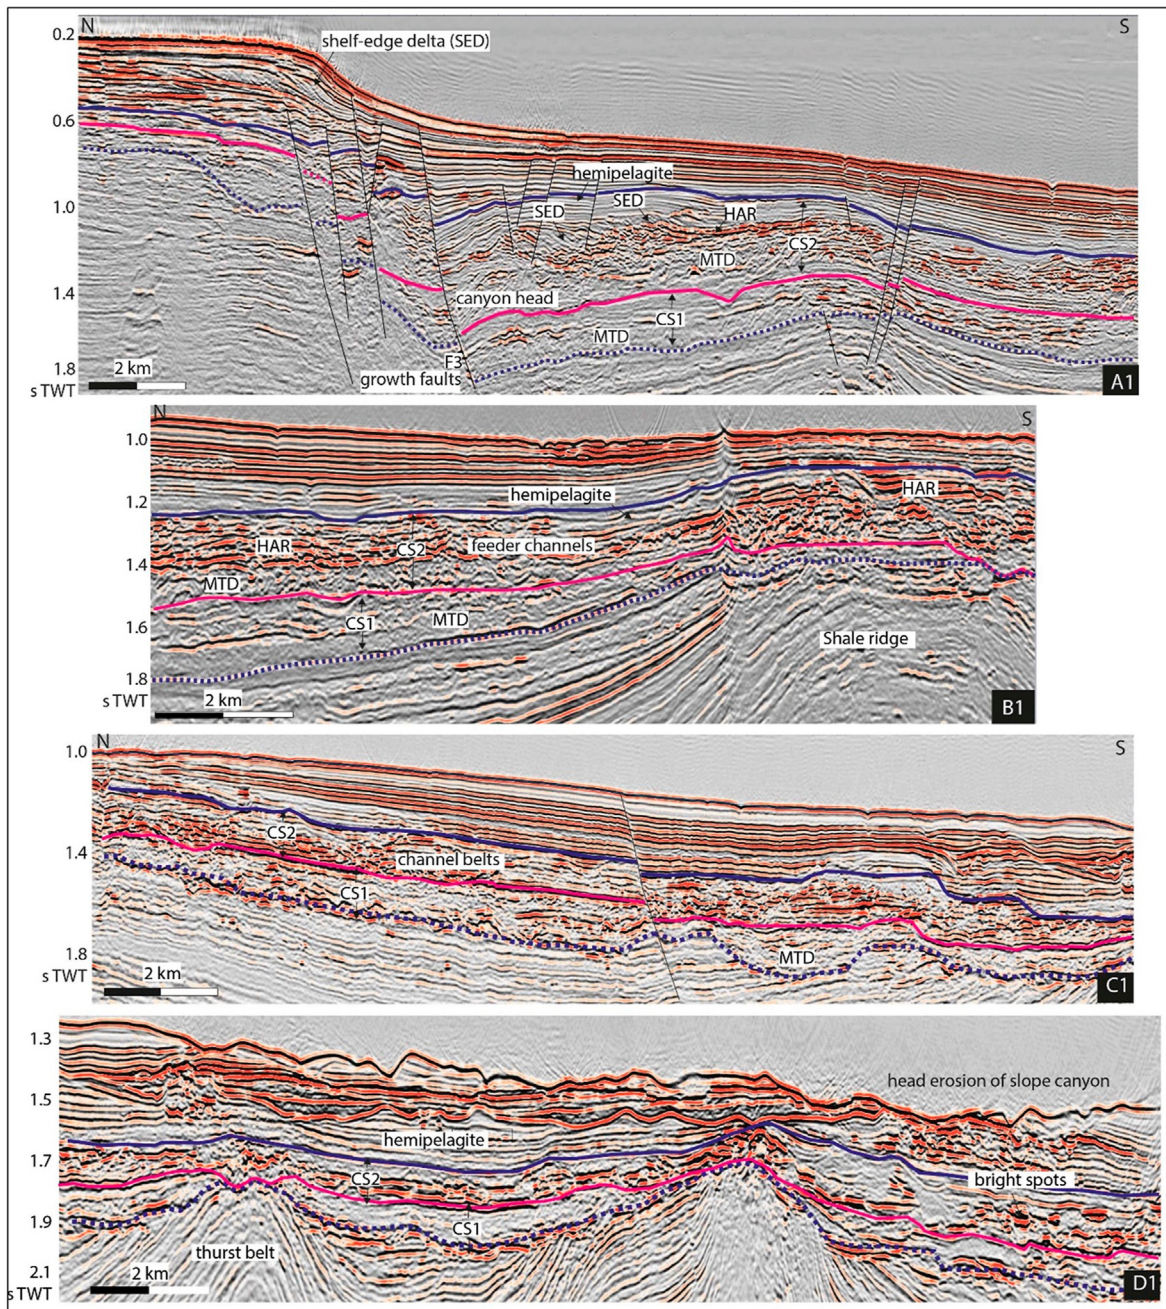 N
S
0.2
shelf-edge delta (SED)
0.6
hemipelagite
1.0
SED
SED
HAR
CS2
MTD
1.4
canyon head
CS1
MTD
F3
1.8
s TWT
2 km
growth faults
A1
N
S
1.0
hemipelagite
HAR
1.2
HAR
CS2
feeder channels
1.4
MTD
CS1
MTD
1.6
Shale ridge
1.8
s TWT
2 km
B1
N
S
1.0
CS2
1.4
channel belts
CS1
1.8
MTD
s TWT
2 km
C1
1.3
head erosion of slope canyon
1.5
hemipelagite
1.7
CS2
bright spots
1.9
CS1
thurst belt
2.1
s TWT
2 km
D1